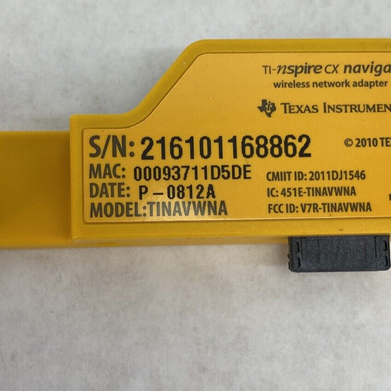 TI-nspire CX naviga
wireless network adapter
TEXAS INSTRUMEN
S/N: 216101168862
© 2010 TE
MAC: 00093711D5DE
CMIIT ID: 2011DJ1546
DATE: P-0812A
IC: 451E-TINAVWNA
MODEL:TINAVWNA
FCC ID: V7R-TINAVWNA